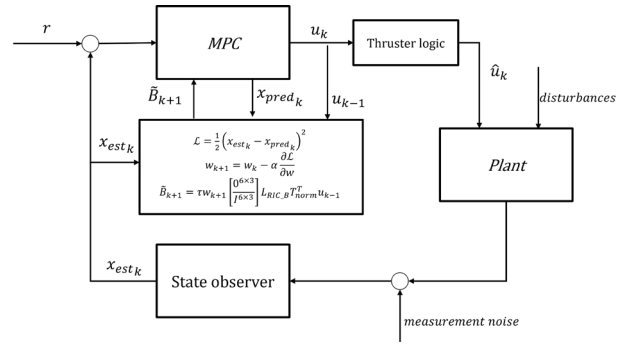 r
MPC
u_k
Thruster logic
û_k
B̃_{k+1}
x_{pred_k}
u_{k-1}
disturbances
x_{est_k}
ℒ = 1/2 (x_{est_k} − x_{pred_k})^2
w_{k+1} = w_k − α ∂ℒ/∂w
B̃_{k+1} = τw_{k+1} [0^{6×3}/I^{6×3}] L_{RIC_B} T_{norm}^T u_{k-1}
Plant
x_{est_k}
State observer
measurement noise